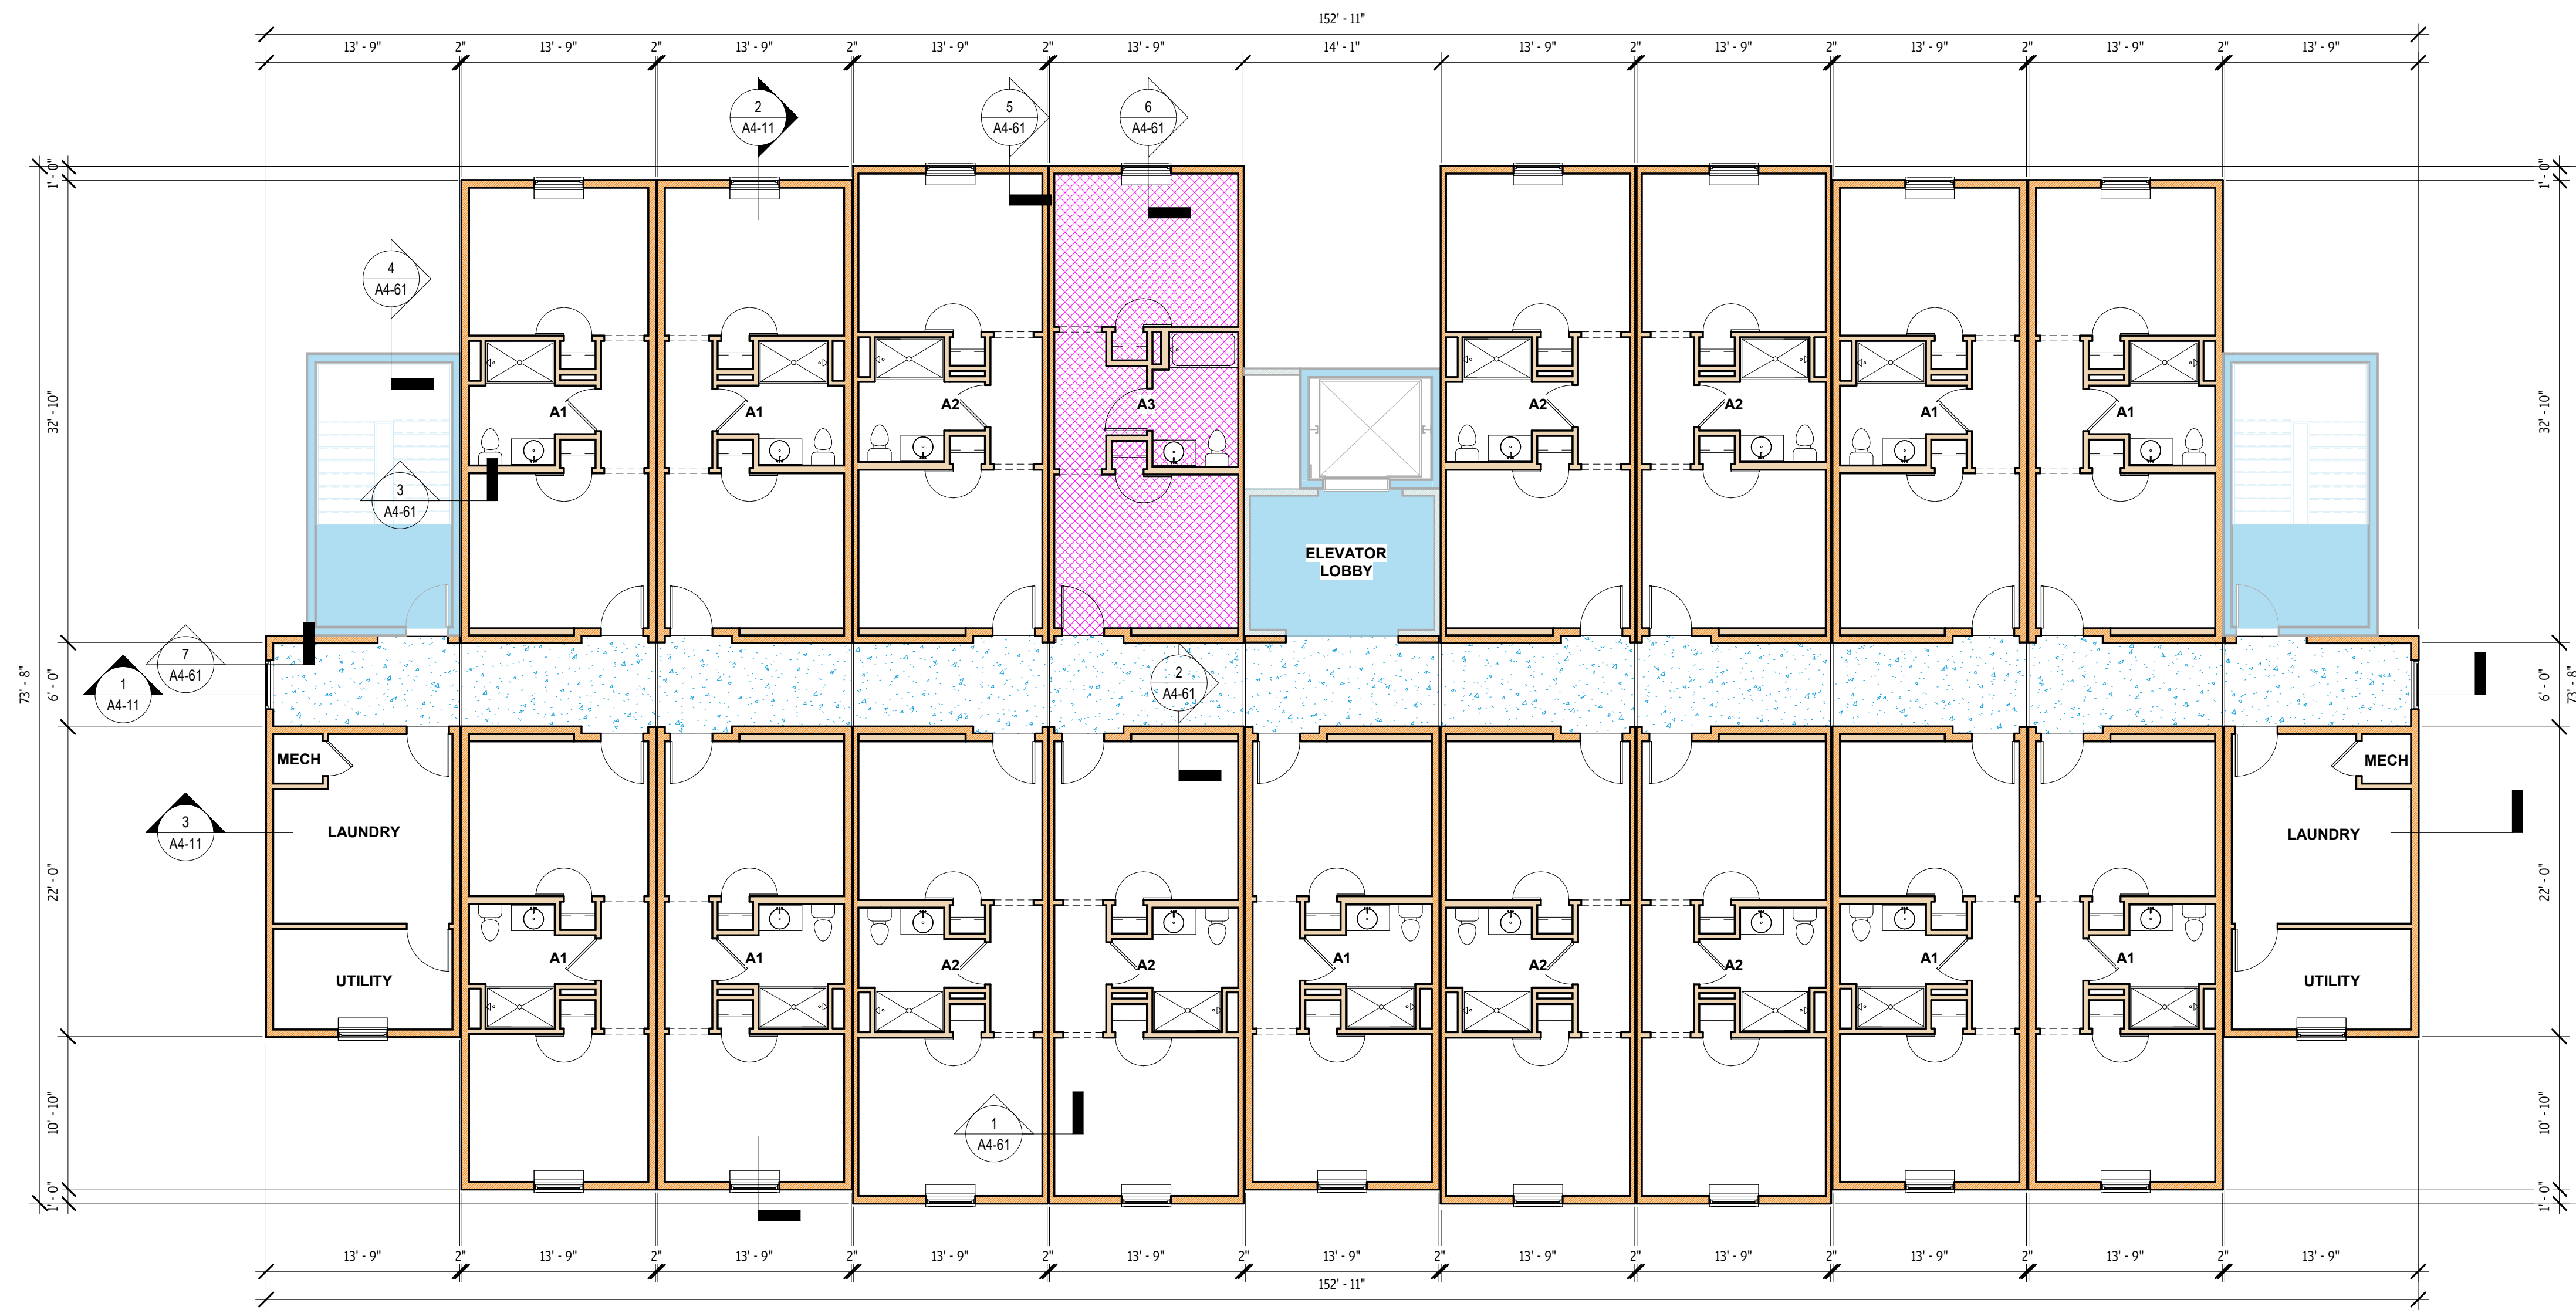 152' - 11"
13' - 9" 2" 13' - 9" 2" 13' - 9" 2" 13' - 9" 2" 13' - 9" 14' - 1" 13' - 9" 2" 13' - 9" 2" 13' - 9" 2" 13' - 9" 2" 13' - 9"
2
A4-11
5
A4-61
6
A4-61
1' - 0"
1' - 0"
4
A4-61
32' - 10"
A1
A1
A2
A3
A2
A2
A1
A1
32' - 10"
3
A4-61
ELEVATOR
LOBBY
7
A4-61
1
A4-11
2
A4-61
73' - 8"
6' - 0"
6' - 0"
73' - 8"
MECH
MECH
3
A4-11
LAUNDRY
LAUNDRY
22' - 0"
22' - 0"
A1
A1
A2
A2
A1
A2
A2
A1
A1
UTILITY
UTILITY
10' - 10"
1
A4-61
10' - 10"
1' - 0"
1' - 0"
13' - 9" 2" 13' - 9" 2" 13' - 9" 2" 13' - 9" 2" 13' - 9" 2" 13' - 9" 2" 13' - 9" 2" 13' - 9" 2" 13' - 9" 2" 13' - 9" 2" 13' - 9"
152' - 11"